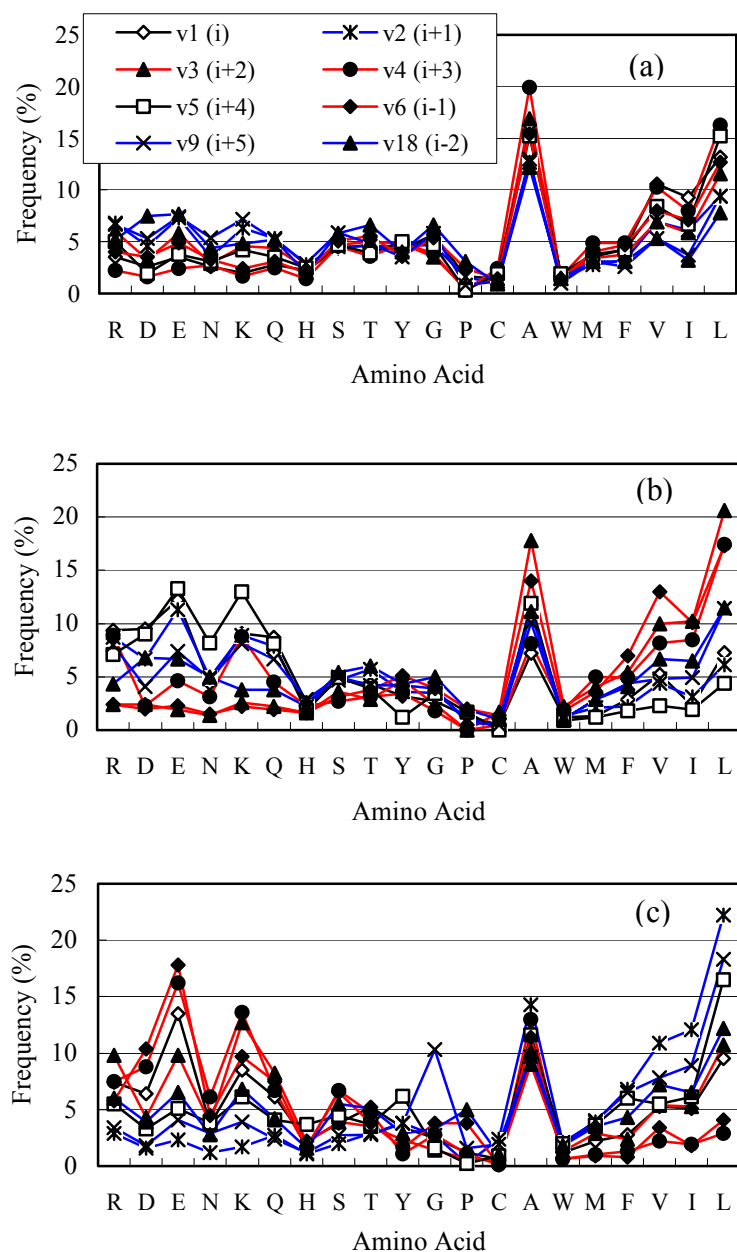 25
20
15
10
5
0
Frequency (%)
v1 (i) v2 (i+1)
v3 (i+2) v4 (i+3)
v5 (i+4) v6 (i-1)
v9 (i+5) v18 (i-2)
(a)
R D E N K Q H S T Y G P C A W M F V I L
Amino Acid
25
20
15
10
5
0
Frequency (%)
(b)
R D E N K Q H S T Y G P C A W M F V I L
Amino Acid
25
20
15
10
5
0
Frequency (%)
(c)
R D E N K Q H S T Y G P C A W M F V I L
Amino Acid